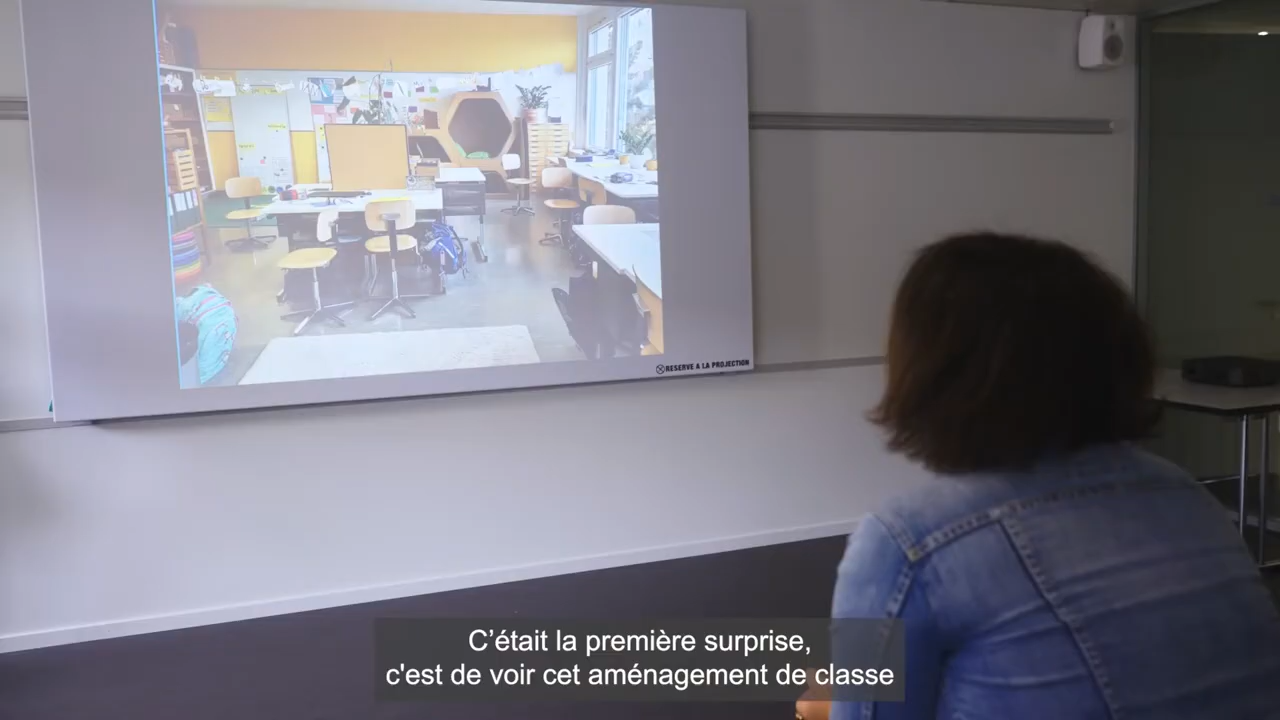 RESERVE A LA PROJECTION
C’était la première surprise,
c'est de voir cet aménagement de classe